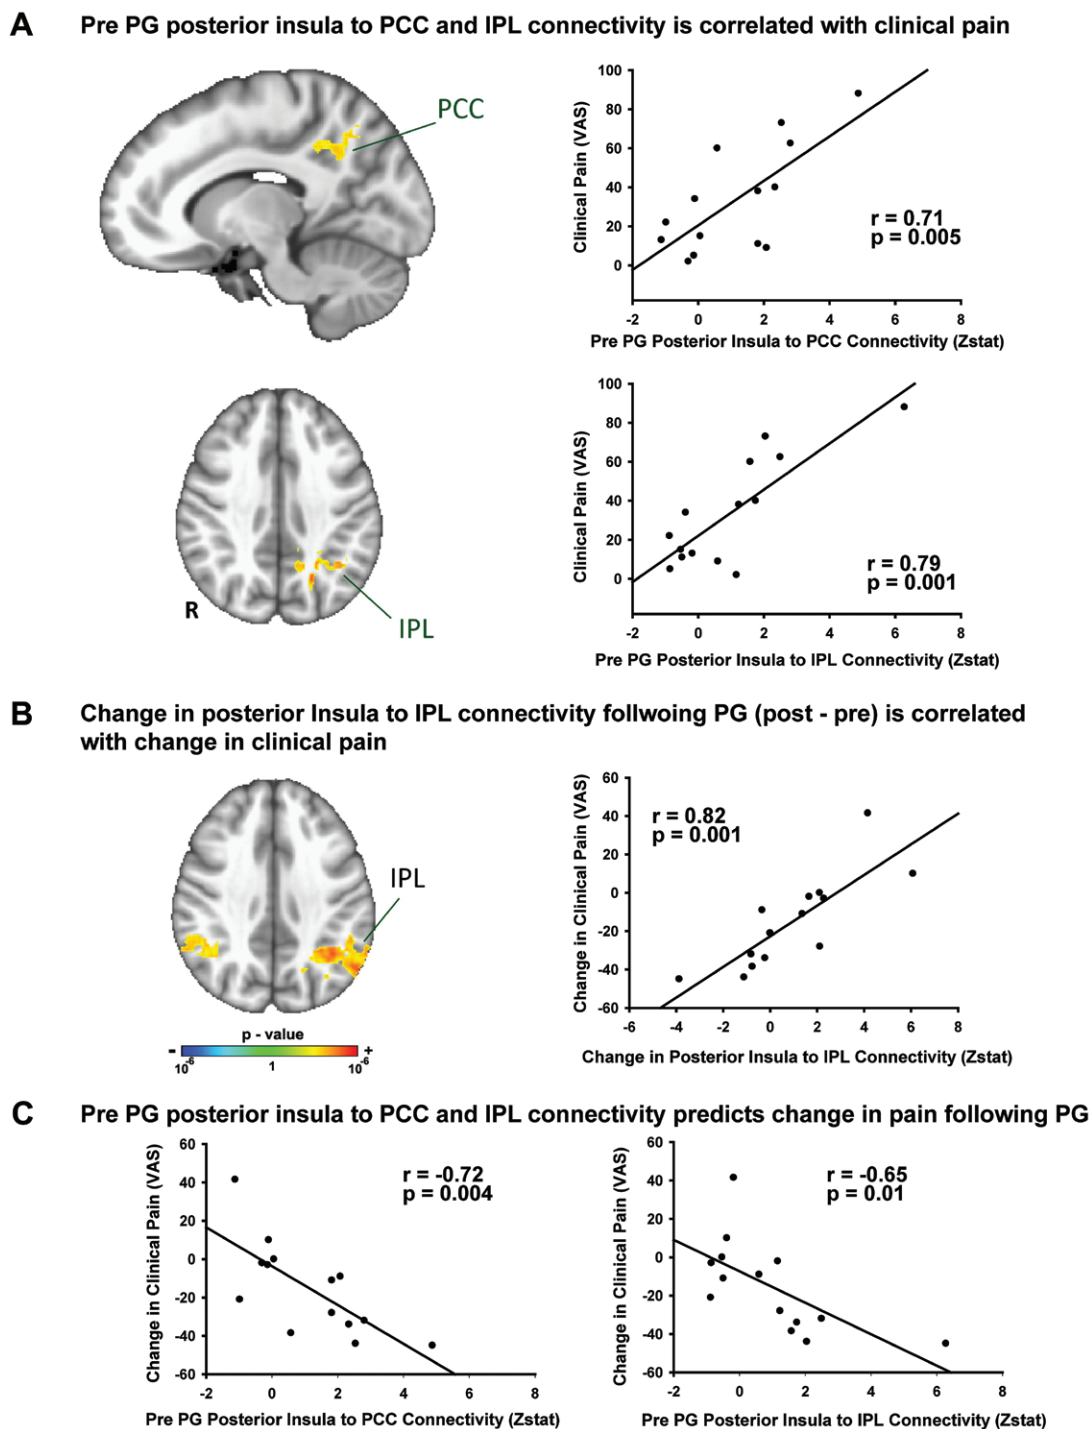 A Pre PG posterior insula to PCC and IPL connectivity is correlated with clinical pain
PCC
100
80
60
40
20
0
Clinical Pain (VAS)
r = 0.71
p = 0.005
-2 0 2 4 6 8
Pre PG Posterior Insula to PCC Connectivity (Zstat)
R
IPL
100
80
60
40
20
0
Clinical Pain (VAS)
r = 0.79
p = 0.001
-2 0 2 4 6 8
Pre PG Posterior Insula to IPL Connectivity (Zstat)
B Change in posterior Insula to IPL connectivity follwoing PG (post - pre) is correlated
with change in clinical pain
IPL
p - value
- +
10-6 1 10-6
60
40
20
0
-20
-40
-60
Change in Clinical Pain (VAS)
r = 0.82
p = 0.001
-6 -4 -2 0 2 4 6 8
Change in Posterior Insula to IPL Connectivity (Zstat)
C Pre PG posterior insula to PCC and IPL connectivity predicts change in pain following PG
60
40
20
0
-20
-40
-60
Change in Clinical Pain (VAS)
r = -0.72
p = 0.004
-2 0 2 4 6 8
Pre PG Posterior Insula to PCC Connectivity (Zstat)
60
40
20
0
-20
-40
-60
Change in Clinical Pain (VAS)
r = -0.65
p = 0.01
-2 0 2 4 6 8
Pre PG Posterior Insula to IPL Connectivity (Zstat)